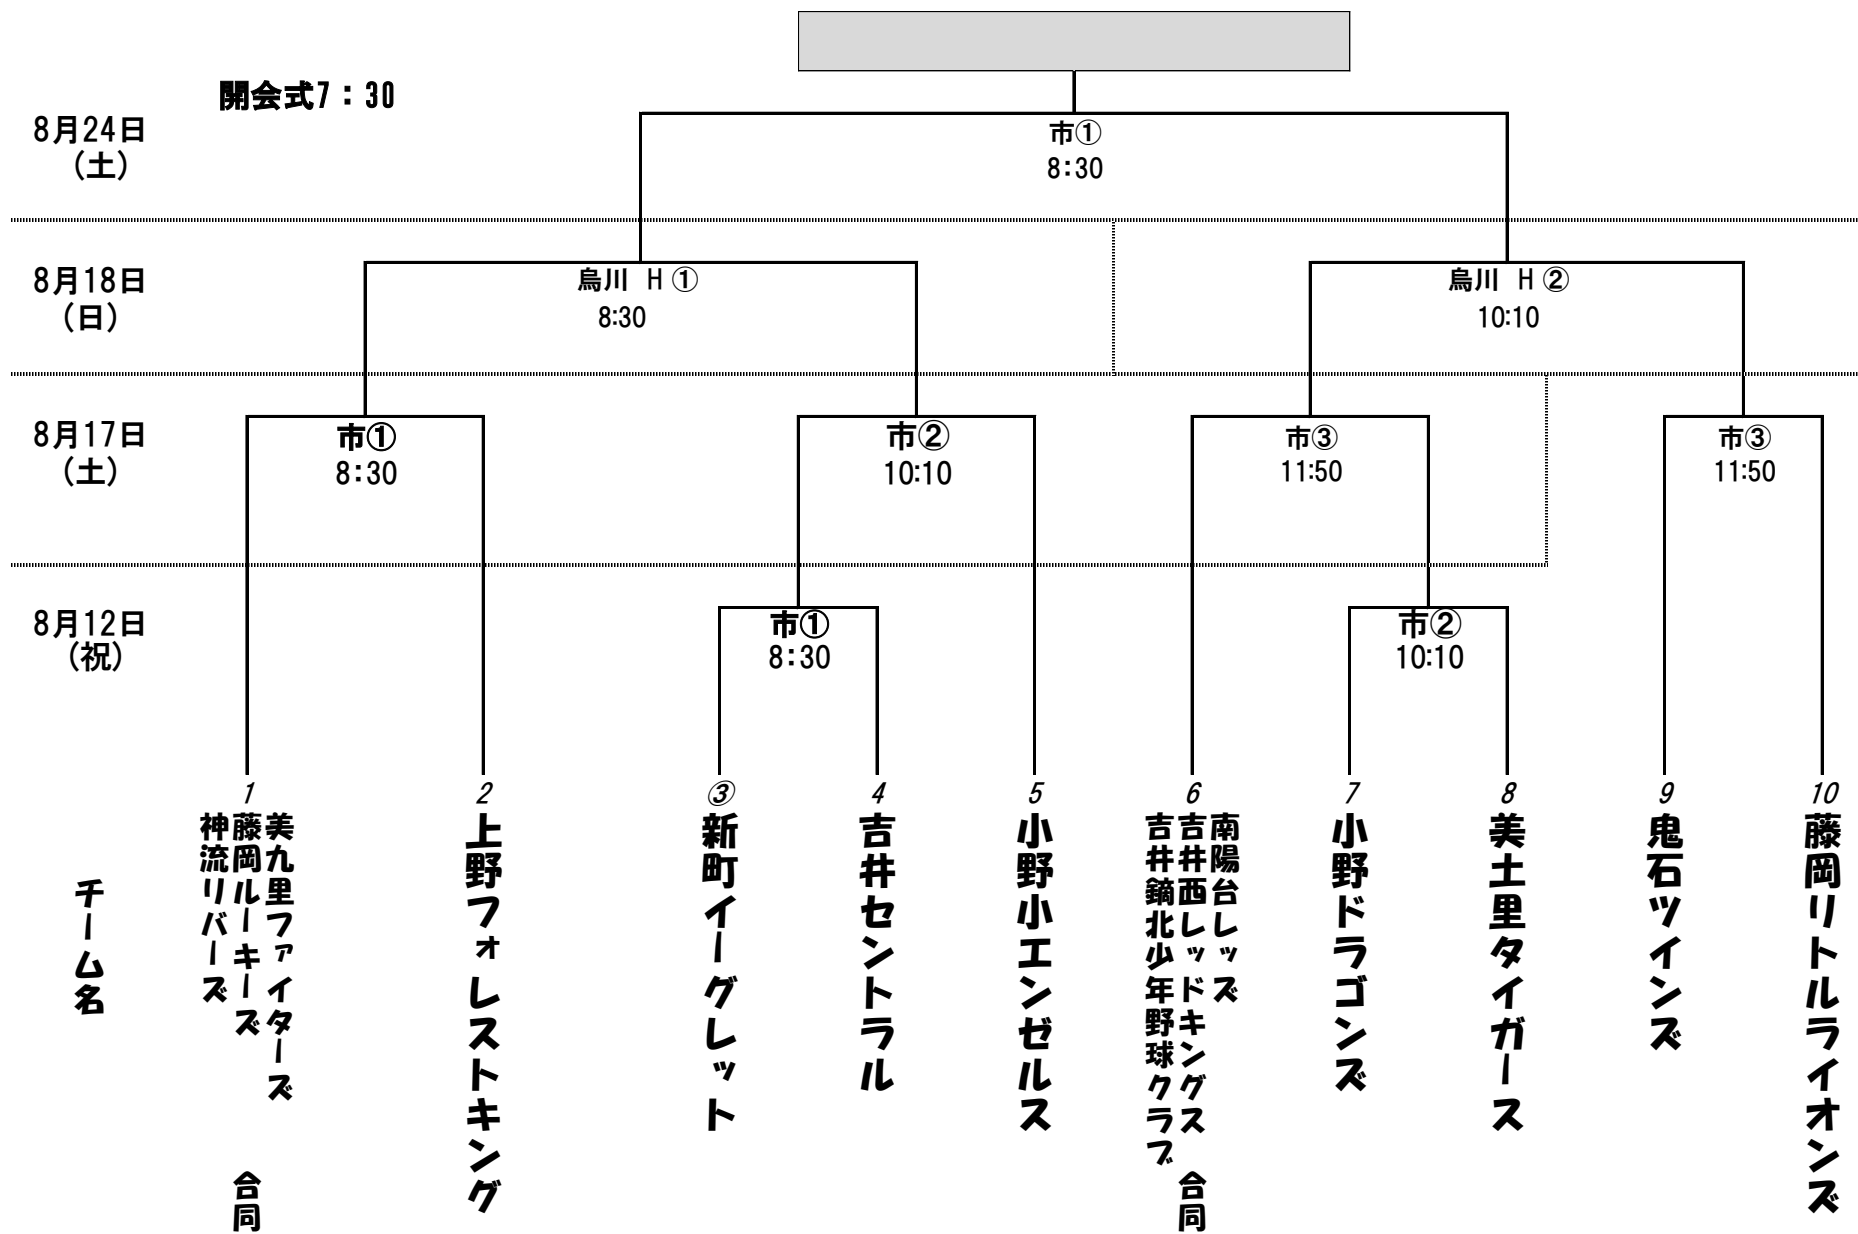 開会式7：30
8月24日
（土）
市①
8：30
8月18日
（日）
烏川 H ①
8:30
烏川 H ②
10:10
8月17日
（土）
市①
8：30
市②
10:10
市③
11:50
市③
11:50
8月12日
（祝）
市①
8：30
市②
10:10
チーム名
1
美九里ファイターズ
藤岡ルーキーズ 合同
神流リバーズ
2
上野フォレストキング
③
新町イーグレット
4
吉井セントラル
5
小野小エンゼルス
6
南陽台レッズ
吉井西レッドキングス 合同
吉井鏑北少年野球クラブ
7
小野ドラゴンズ
8
美土里タイガース
9
鬼石ツインズ
10
藤岡リトルライオンズ